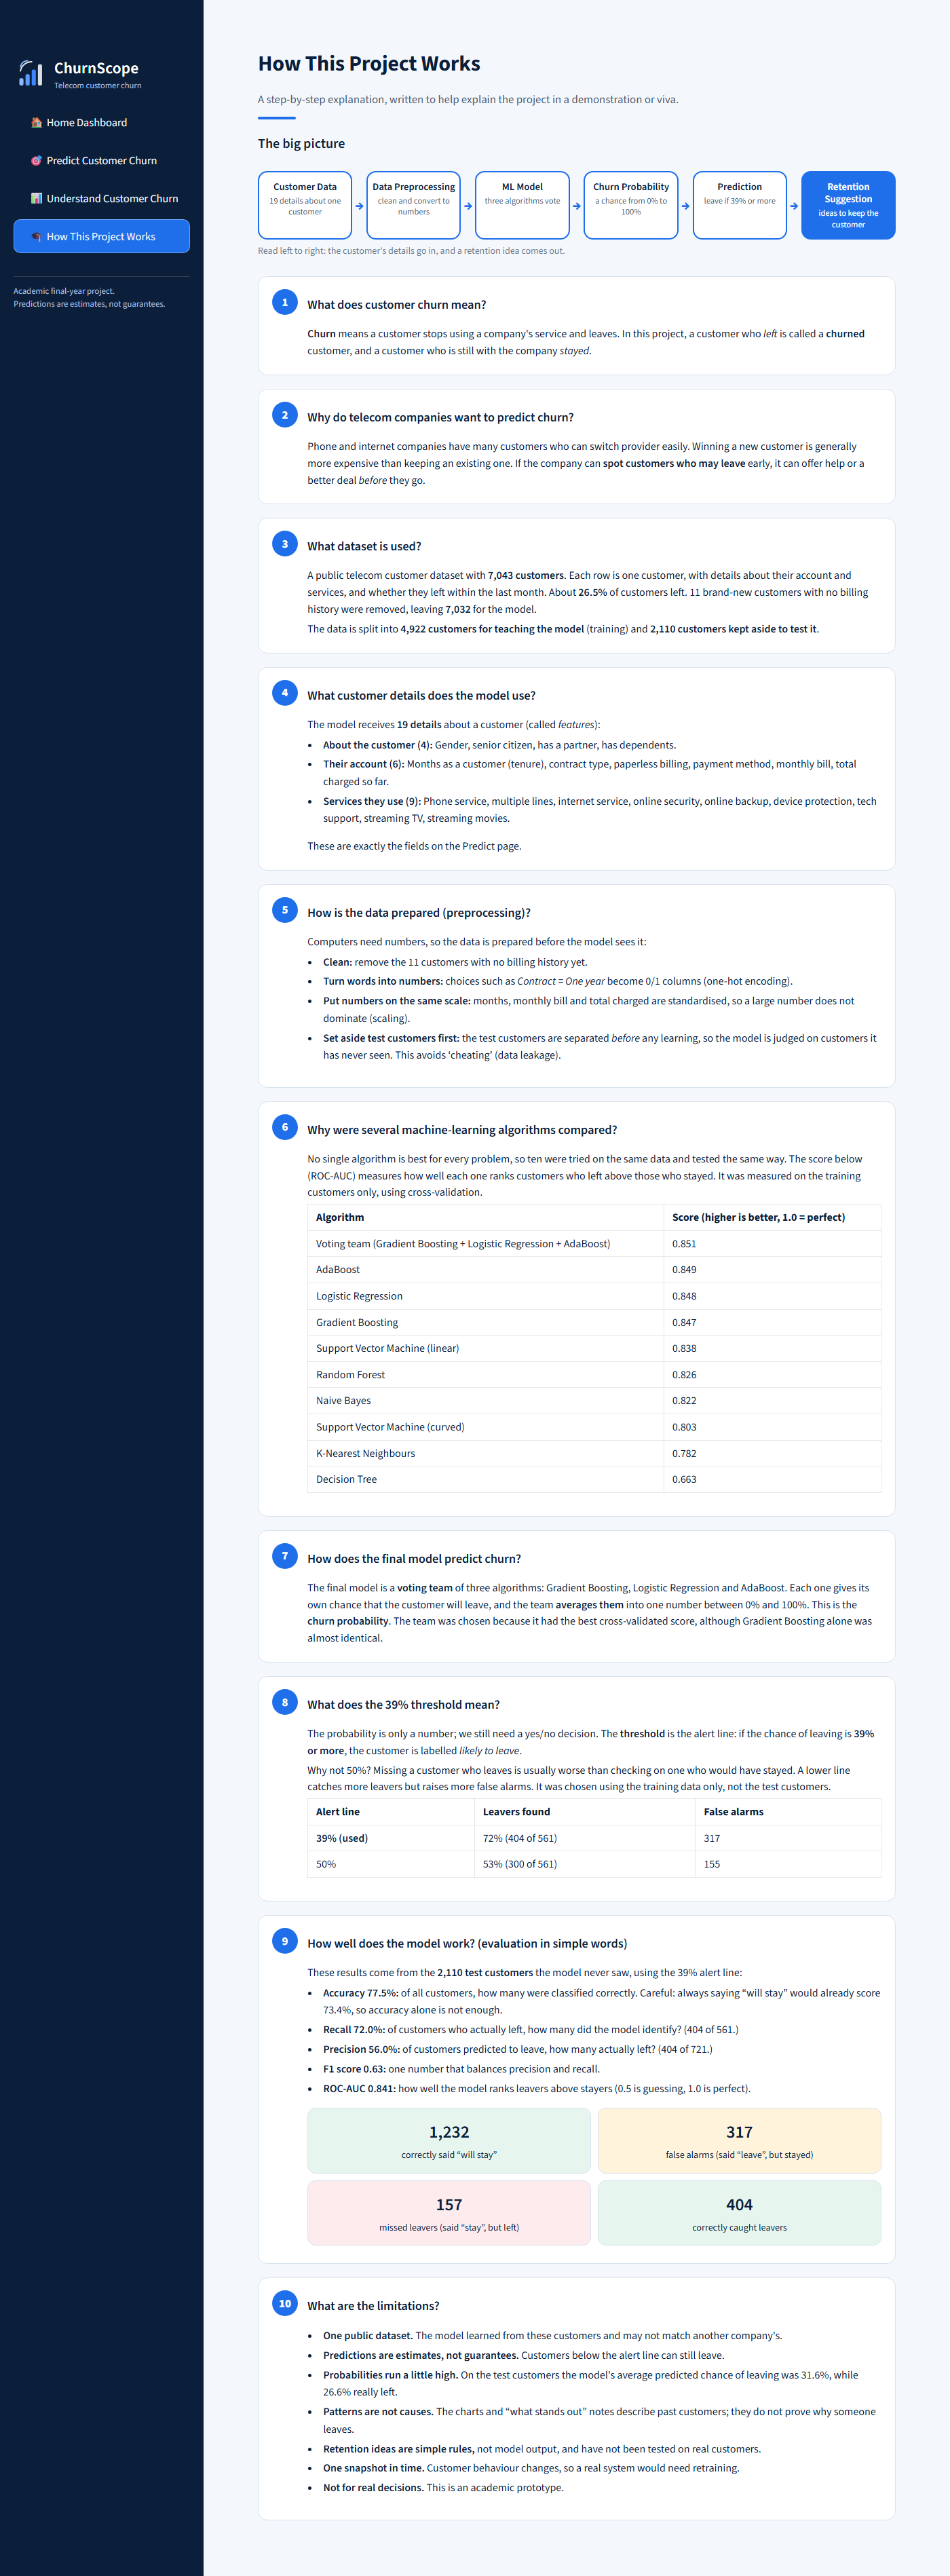 ChurnScope
Telecom customer churn
Home Dashboard
Predict Customer Churn
Understand Customer Churn
How This Project Works
Academic final-year project.
Predictions are estimates, not guarantees.
How This Project Works
A step-by-step explanation, written to help explain the project in a demonstration or viva.
The big picture
Customer Data
19 details about one
customer
→
Data Preprocessing
clean and convert to
numbers
→
ML Model
three algorithms vote
→
Churn Probability
a chance from 0% to
100%
→
Prediction
leave if 39% or more
→
Retention
Suggestion
ideas to keep the
customer
Read left to right: the customer's details go in, and a retention idea comes out.
1
What does customer churn mean?
Churn means a customer stops using a company's service and leaves. In this project, a customer who left is called a churned
customer, and a customer who is still with the company stayed.
2
Why do telecom companies want to predict churn?
Phone and internet companies have many customers who can switch provider easily. Winning a new customer is generally
more expensive than keeping an existing one. If the company can spot customers who may leave early, it can offer help or a
better deal before they go.
3
What dataset is used?
A public telecom customer dataset with 7,043 customers. Each row is one customer, with details about their account and
services, and whether they left within the last month. About 26.5% of customers left. 11 brand-new customers with no billing
history were removed, leaving 7,032 for the model.
The data is split into 4,922 customers for teaching the model (training) and 2,110 customers kept aside to test it.
4
What customer details does the model use?
The model receives 19 details about a customer (called features):
• About the customer (4): Gender, senior citizen, has a partner, has dependents.
• Their account (6): Months as a customer (tenure), contract type, paperless billing, payment method, monthly bill, total
charged so far.
• Services they use (9): Phone service, multiple lines, internet service, online security, online backup, device protection, tech
support, streaming TV, streaming movies.
These are exactly the fields on the Predict page.
5
How is the data prepared (preprocessing)?
Computers need numbers, so the data is prepared before the model sees it:
• Clean: remove the 11 customers with no billing history yet.
• Turn words into numbers: choices such as Contract = One year become 0/1 columns (one-hot encoding).
• Put numbers on the same scale: months, monthly bill and total charged are standardised, so a large number does not
dominate (scaling).
• Set aside test customers first: the test customers are separated before any learning, so the model is judged on customers it
has never seen. This avoids ‘cheating’ (data leakage).
6
Why were several machine-learning algorithms compared?
No single algorithm is best for every problem, so ten were tried on the same data and tested the same way. The score below
(ROC-AUC) measures how well each one ranks customers who left above those who stayed. It was measured on the training
customers only, using cross-validation.
Algorithm Score (higher is better, 1.0 = perfect)
Voting team (Gradient Boosting + Logistic Regression + AdaBoost) 0.851
AdaBoost 0.849
Logistic Regression 0.848
Gradient Boosting 0.847
Support Vector Machine (linear) 0.838
Random Forest 0.826
Naive Bayes 0.822
Support Vector Machine (curved) 0.803
K-Nearest Neighbours 0.782
Decision Tree 0.663
7
How does the final model predict churn?
The final model is a voting team of three algorithms: Gradient Boosting, Logistic Regression and AdaBoost. Each one gives its
own chance that the customer will leave, and the team averages them into one number between 0% and 100%. This is the
churn probability. The team was chosen because it had the best cross-validated score, although Gradient Boosting alone was
almost identical.
8
What does the 39% threshold mean?
The probability is only a number; we still need a yes/no decision. The threshold is the alert line: if the chance of leaving is 39%
or more, the customer is labelled likely to leave.
Why not 50%? Missing a customer who leaves is usually worse than checking on one who would have stayed. A lower line
catches more leavers but raises more false alarms. It was chosen using the training data only, not the test customers.
Alert line Leavers found False alarms
39% (used) 72% (404 of 561) 317
50% 53% (300 of 561) 155
9
How well does the model work? (evaluation in simple words)
These results come from the 2,110 test customers the model never saw, using the 39% alert line:
• Accuracy 77.5%: of all customers, how many were classified correctly. Careful: always saying “will stay” would already score
73.4%, so accuracy alone is not enough.
• Recall 72.0%: of customers who actually left, how many did the model identify? (404 of 561.)
• Precision 56.0%: of customers predicted to leave, how many actually left? (404 of 721.)
• F1 score 0.63: one number that balances precision and recall.
• ROC-AUC 0.841: how well the model ranks leavers above stayers (0.5 is guessing, 1.0 is perfect).
1,232
correctly said “will stay”
317
false alarms (said “leave”, but stayed)
157
missed leavers (said “stay”, but left)
404
correctly caught leavers
10
What are the limitations?
• One public dataset. The model learned from these customers and may not match another company's.
• Predictions are estimates, not guarantees. Customers below the alert line can still leave.
• Probabilities run a little high. On the test customers the model's average predicted chance of leaving was 31.6%, while
26.6% really left.
• Patterns are not causes. The charts and “what stands out” notes describe past customers; they do not prove why someone
leaves.
• Retention ideas are simple rules, not model output, and have not been tested on real customers.
• One snapshot in time. Customer behaviour changes, so a real system would need retraining.
• Not for real decisions. This is an academic prototype.